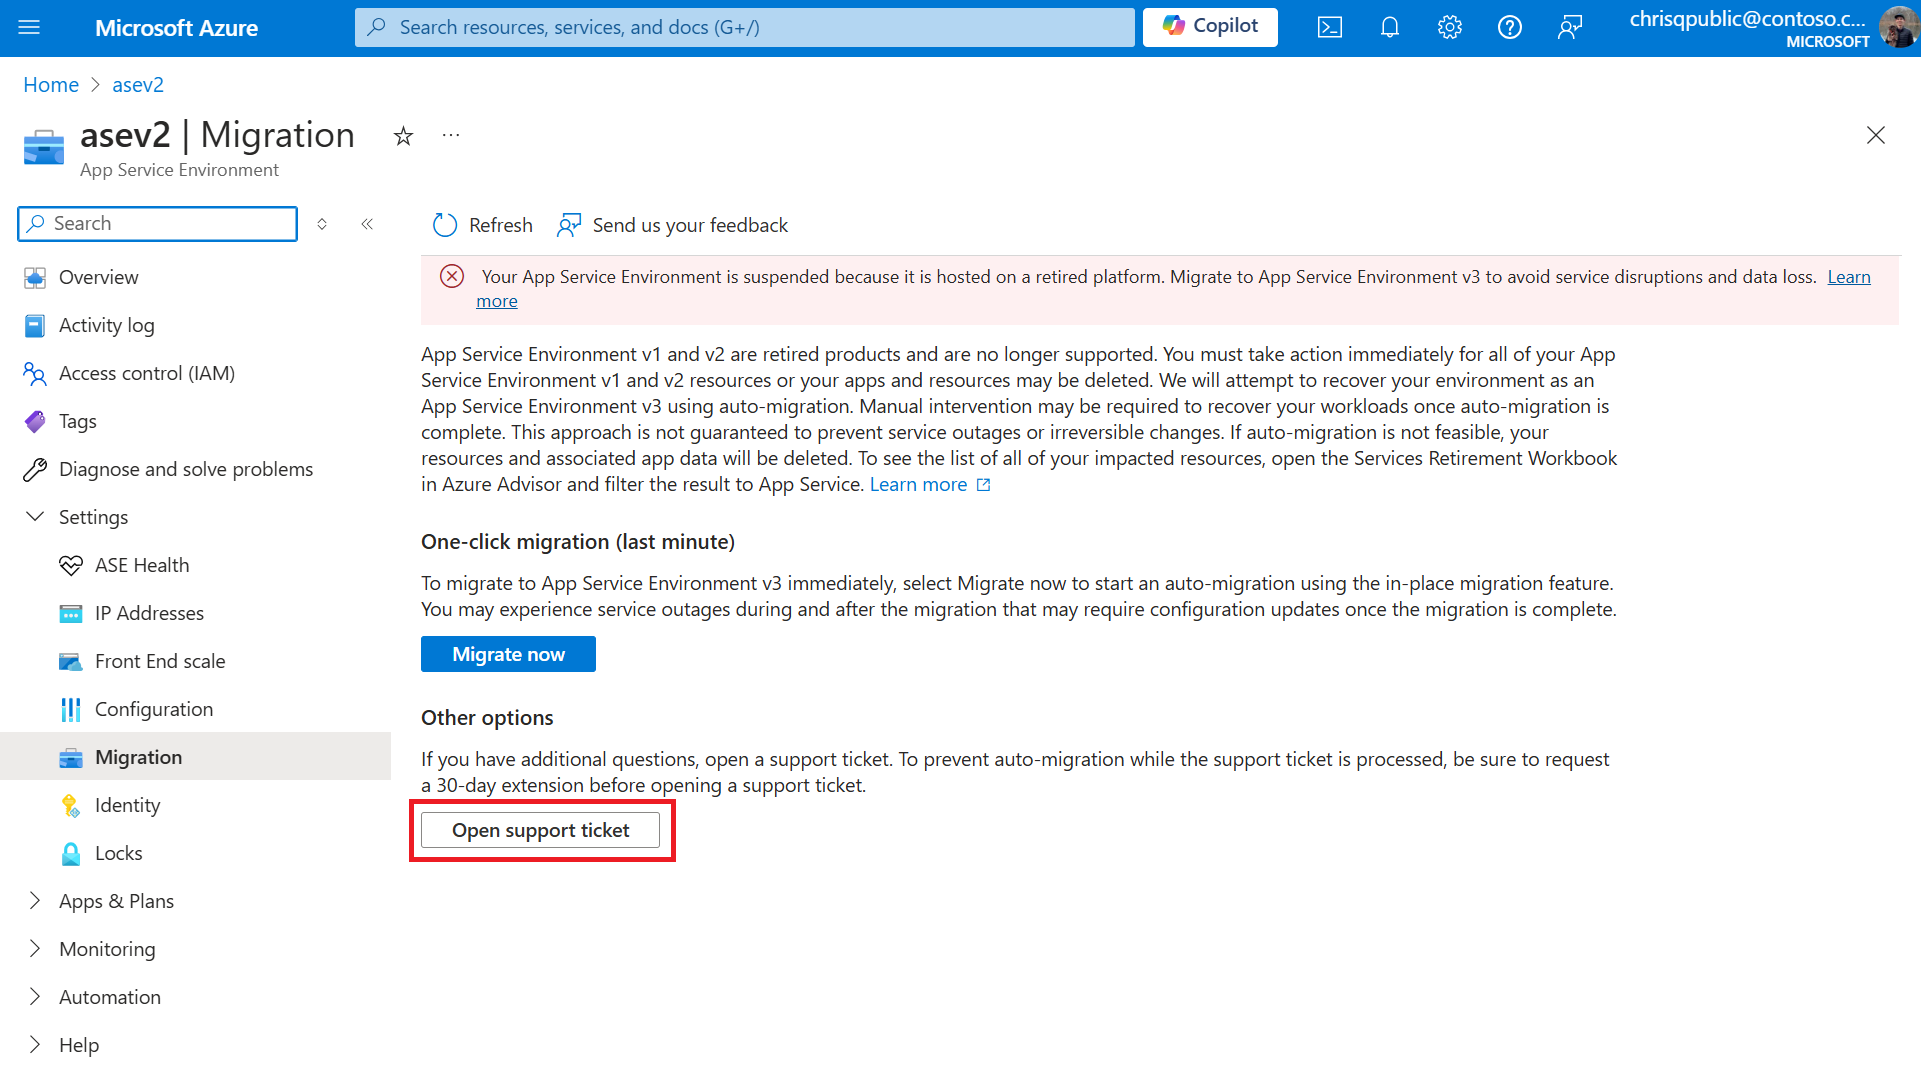 Microsoft Azure
Search resources, services, and docs (G+/)
Copilot
chrisqpublic@contoso.c...
MICROSOFT
Home > asev2
asev2 | Migration
App Service Environment
Search
Overview
Activity log
Access control (IAM)
Tags
Diagnose and solve problems
Settings
ASE Health
IP Addresses
Front End scale
Configuration
Migration
Identity
Locks
Apps & Plans
Monitoring
Automation
Help
Refresh
Send us your feedback
Your App Service Environment is suspended because it is hosted on a retired platform. Migrate to App Service Environment v3 to avoid service disruptions and data loss. Learn
more
App Service Environment v1 and v2 are retired products and are no longer supported. You must take action immediately for all of your App
Service Environment v1 and v2 resources or your apps and resources may be deleted. We will attempt to recover your environment as an
App Service Environment v3 using auto-migration. Manual intervention may be required to recover your workloads once auto-migration is
complete. This approach is not guaranteed to prevent service outages or irreversible changes. If auto-migration is not feasible, your
resources and associated app data will be deleted. To see the list of all of your impacted resources, open the Services Retirement Workbook
in Azure Advisor and filter the result to App Service. Learn more
One-click migration (last minute)
To migrate to App Service Environment v3 immediately, select Migrate now to start an auto-migration using the in-place migration feature.
You may experience service outages during and after the migration that may require configuration updates once the migration is complete.
Migrate now
Other options
If you have additional questions, open a support ticket. To prevent auto-migration while the support ticket is processed, be sure to request
a 30-day extension before opening a support ticket.
Open support ticket